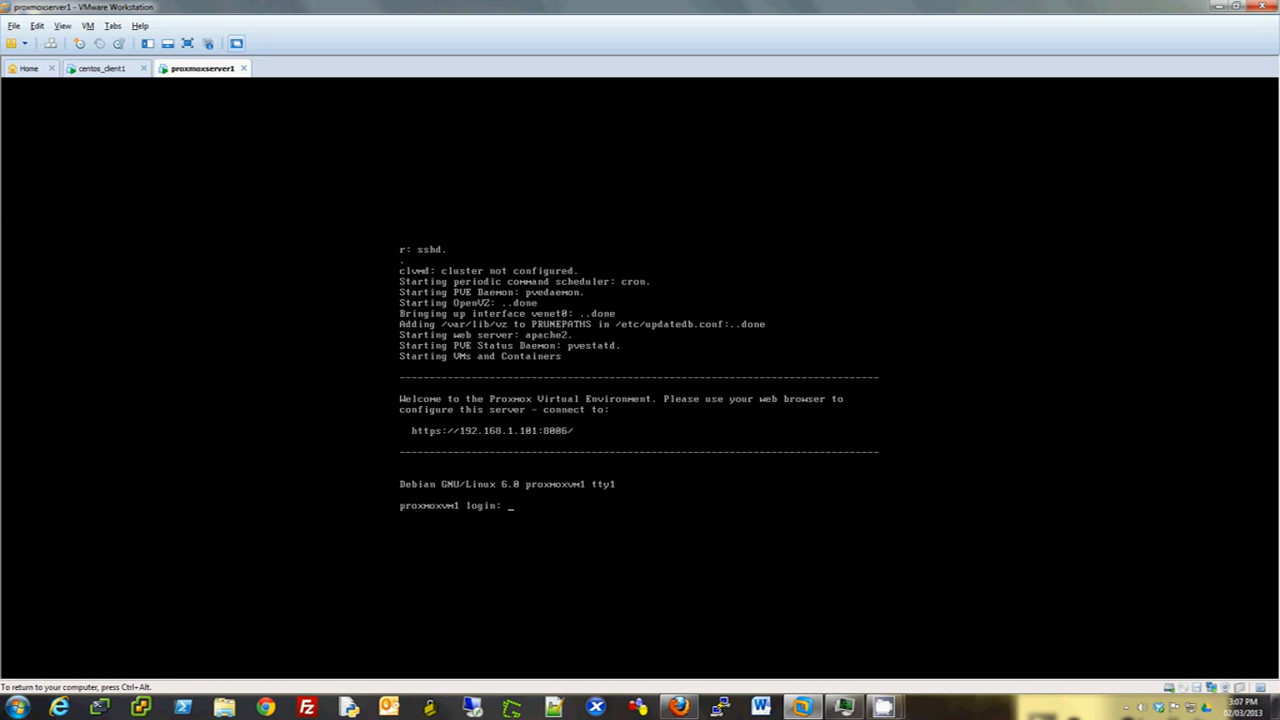 proxmoxserver1 - VMware Workstation
File Edit View VM Tabs Help
Home centos_client1 proxmoxserver1
r: sshd.
.
clvmd: cluster not configured.
Starting periodic command scheduler: cron.
Starting PVE Daemon: pvedaemon.
Starting OpenVZ: ..done
Bringing up interface venet0: ..done
Adding /var/lib/vz to PRUNEPATHS in /etc/updatedb.conf:..done
Starting web server: apache2.
Starting PVE Status Daemon: pvestatd.
Starting VMs and Containers
--------------------------------------------------------------------------------
Welcome to the Proxmox Virtual Environment. Please use your web browser to
configure this server - connect to:
https://192.168.1.101:8006/
--------------------------------------------------------------------------------
Debian GNU/Linux 6.0 proxmoxvm1 tty1
proxmoxvm1 login: _
To return to your computer, press Ctrl+Alt.
3:07 PM
02/03/2013